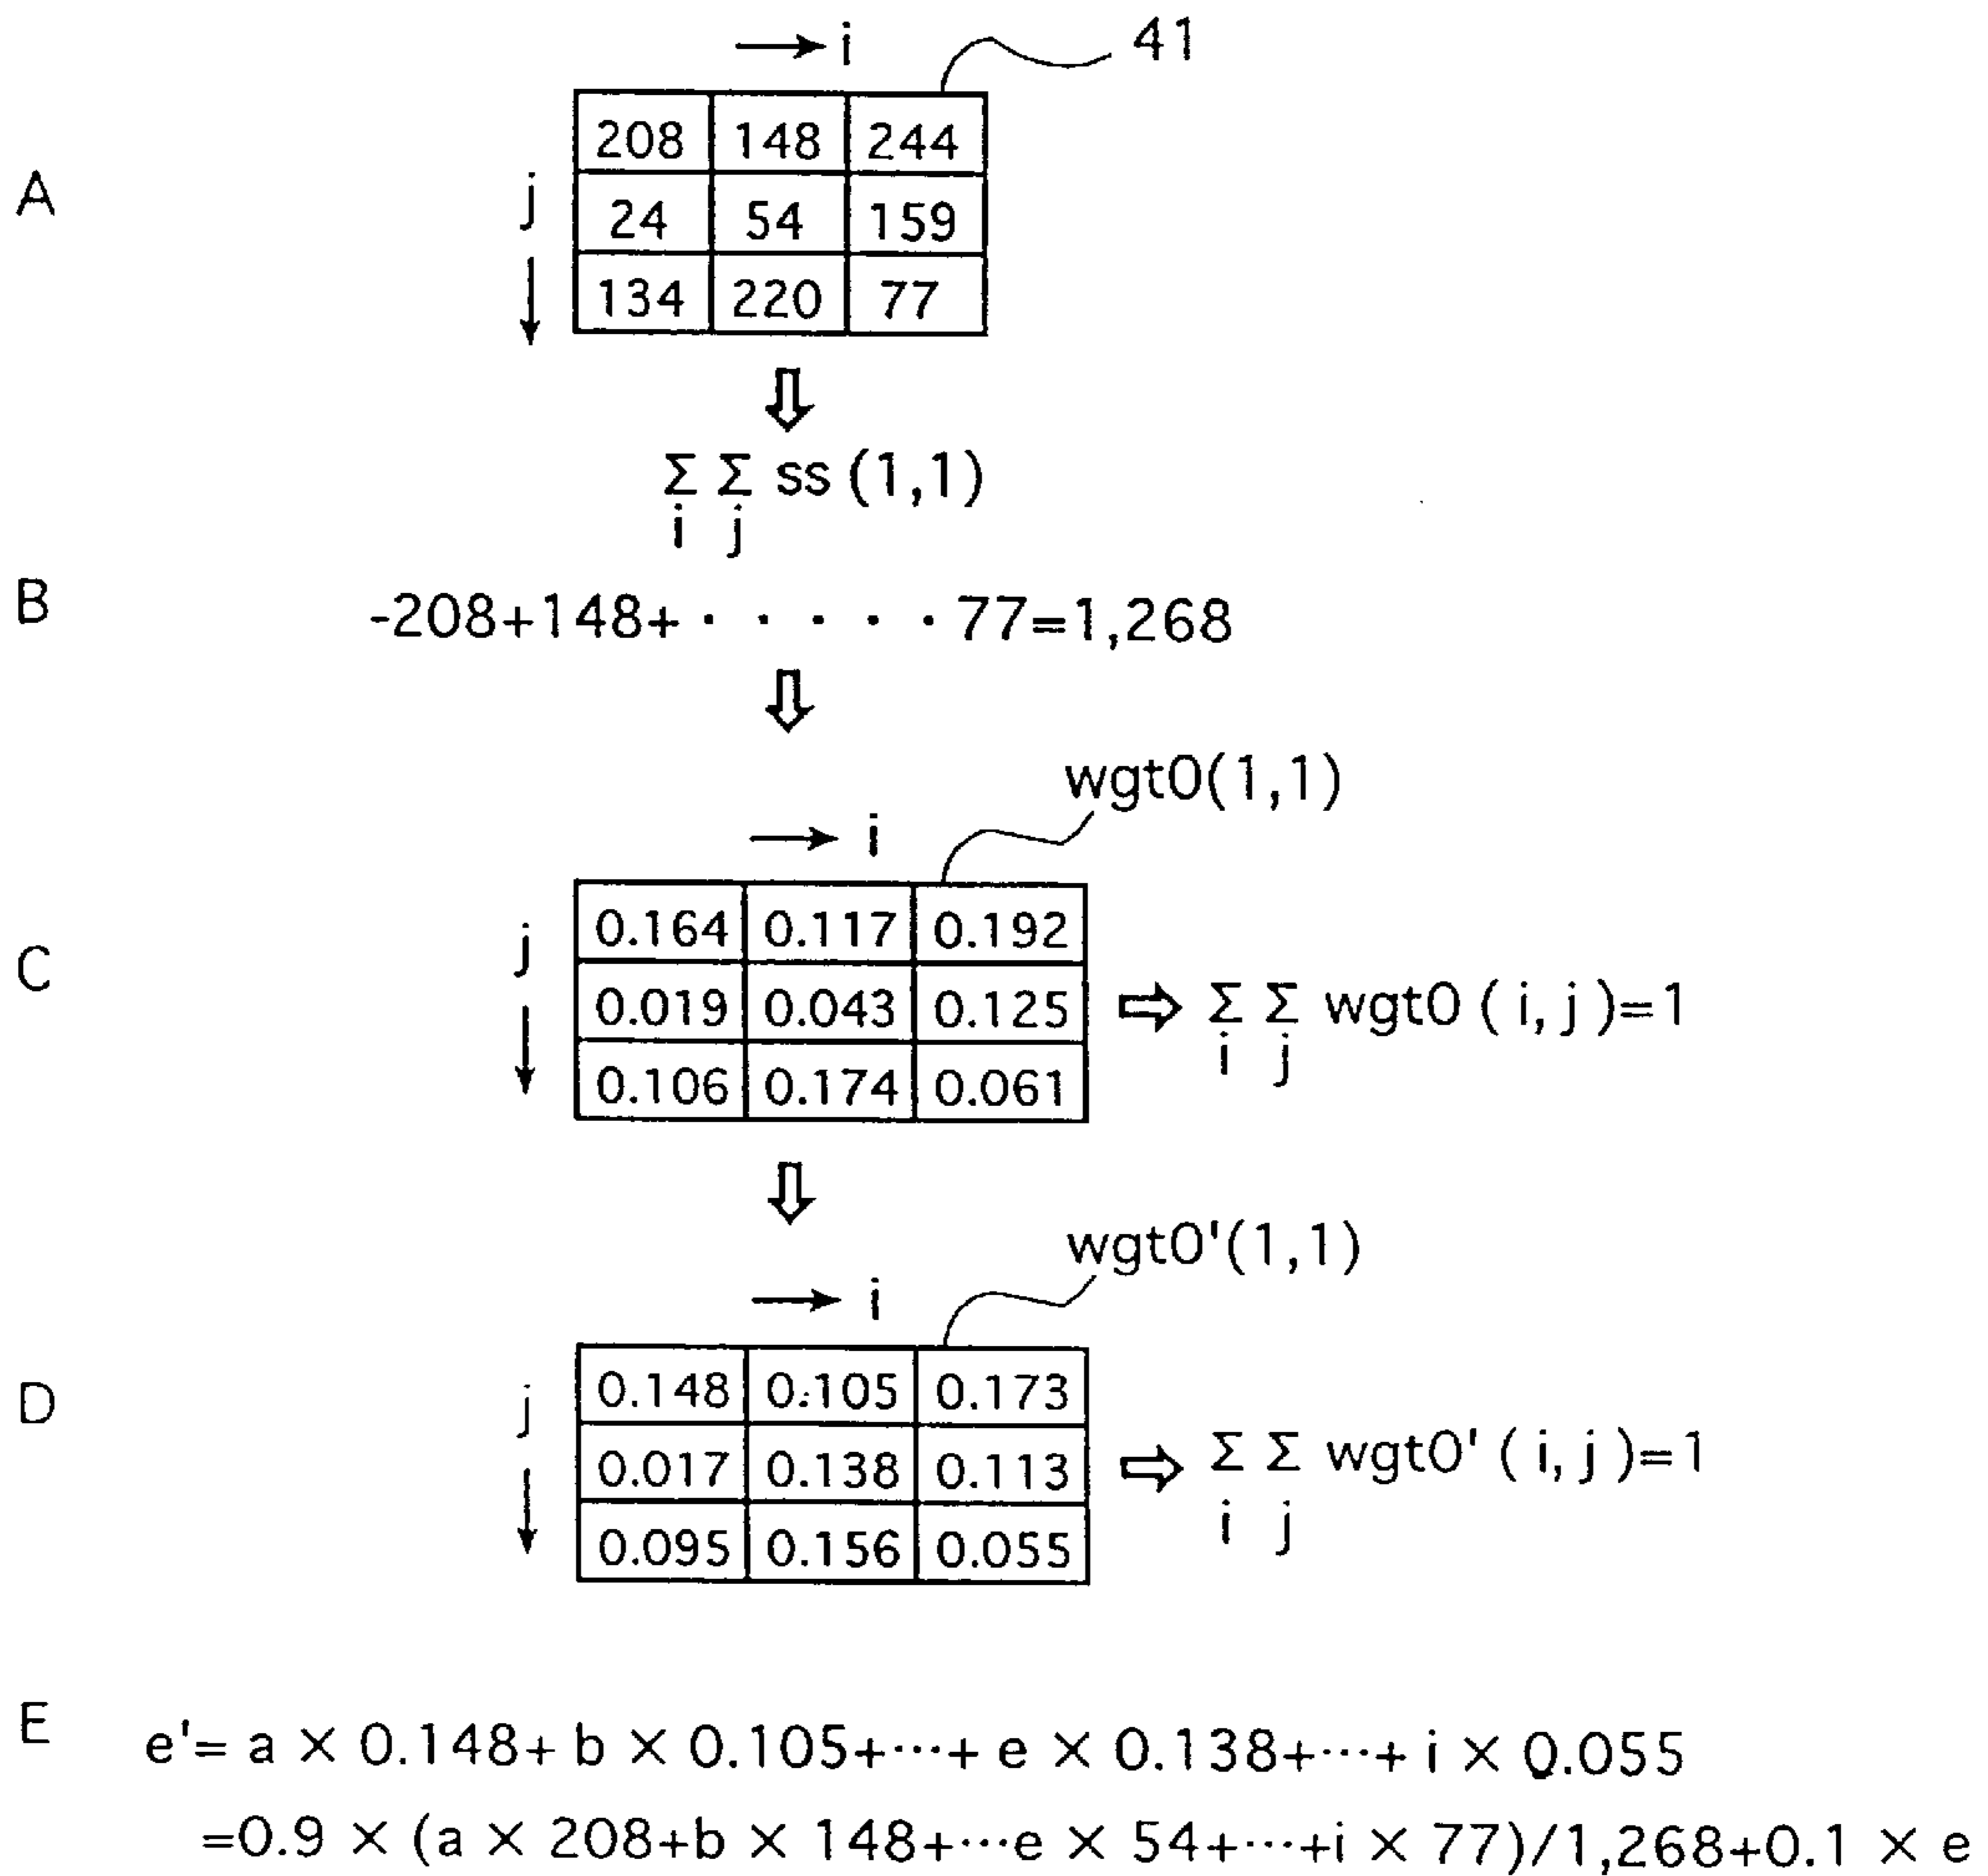 → i 41
208 148 244
A j 24 54 159
134 220 77
Σ Σ ss (1,1)
i j
B -208+148+ · · · · · 77=1,268
wgt0(1,1)
→ i
0.164 0.117 0.192
C j 0.019 0.043 0.125 ⇨ Σ Σ wgt0 ( i, j )=1
i j
0.106 0.174 0.061
wgt0'(1,1)
→ i
0.148 0.105 0.173
D j 0.017 0.138 0.113 ⇨ Σ Σ wgt0' ( i, j )=1
i j
0.095 0.156 0.055
E e'= a × 0.148+ b × 0.105+···+ e × 0.138+···+ i × 0.055
=0.9 × (a × 208+b × 148+···e × 54+···+i × 77)/1,268+0.1 × e